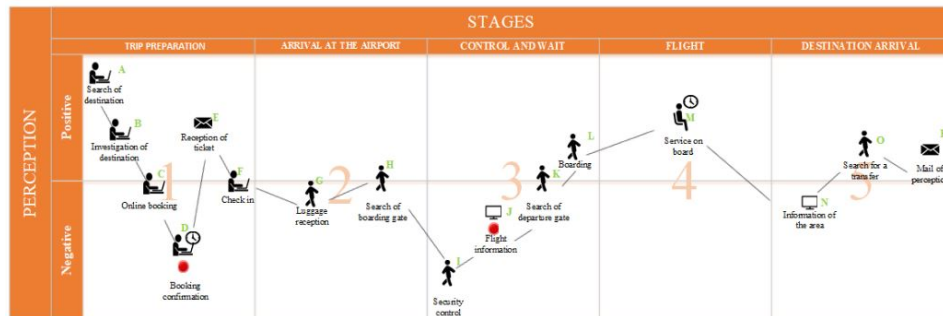 STAGES
TRIP PREPARATION
ARRIVAL AT THE AIRPORT
CONTROL AND WAIT
FLIGHT
DESTINATION ARRIVAL
PERCEPTION
Positive
Negative
1
2
3
4
5
A
Search of
destination
B
Investigation of
destination
C
Online booking
D
Booking
confirmation
E
Reception of
ticket
F
Check in
G
Luggage
reception
H
Search of
boarding gate
I
Security
control
J
Flight
information
K
Search of
departure gate
L
Boarding
M
Service on
board
N
Information of
the area
O
Search for a
transfer
Mail of
perception